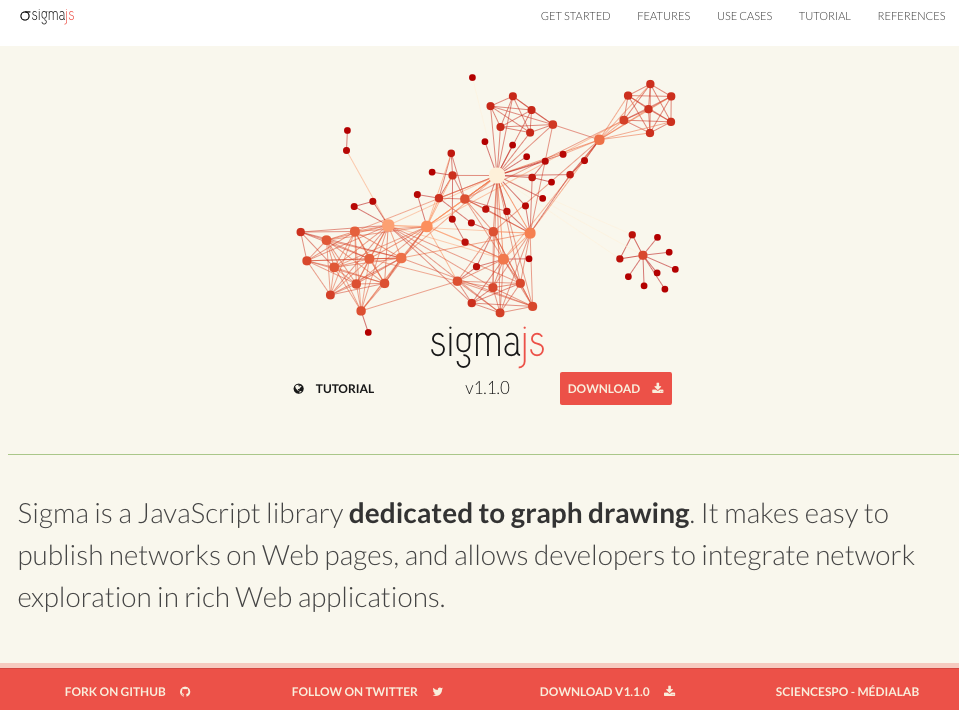 σsigmajs
GET STARTED FEATURES USE CASES TUTORIAL REFERENCES
sigmajs
TUTORIAL v1.1.0 DOWNLOAD
Sigma is a JavaScript library dedicated to graph drawing. It makes easy to
publish networks on Web pages, and allows developers to integrate network
exploration in rich Web applications.
FORK ON GITHUB FOLLOW ON TWITTER DOWNLOAD V1.1.0 SCIENCESPO - MÉDIALAB